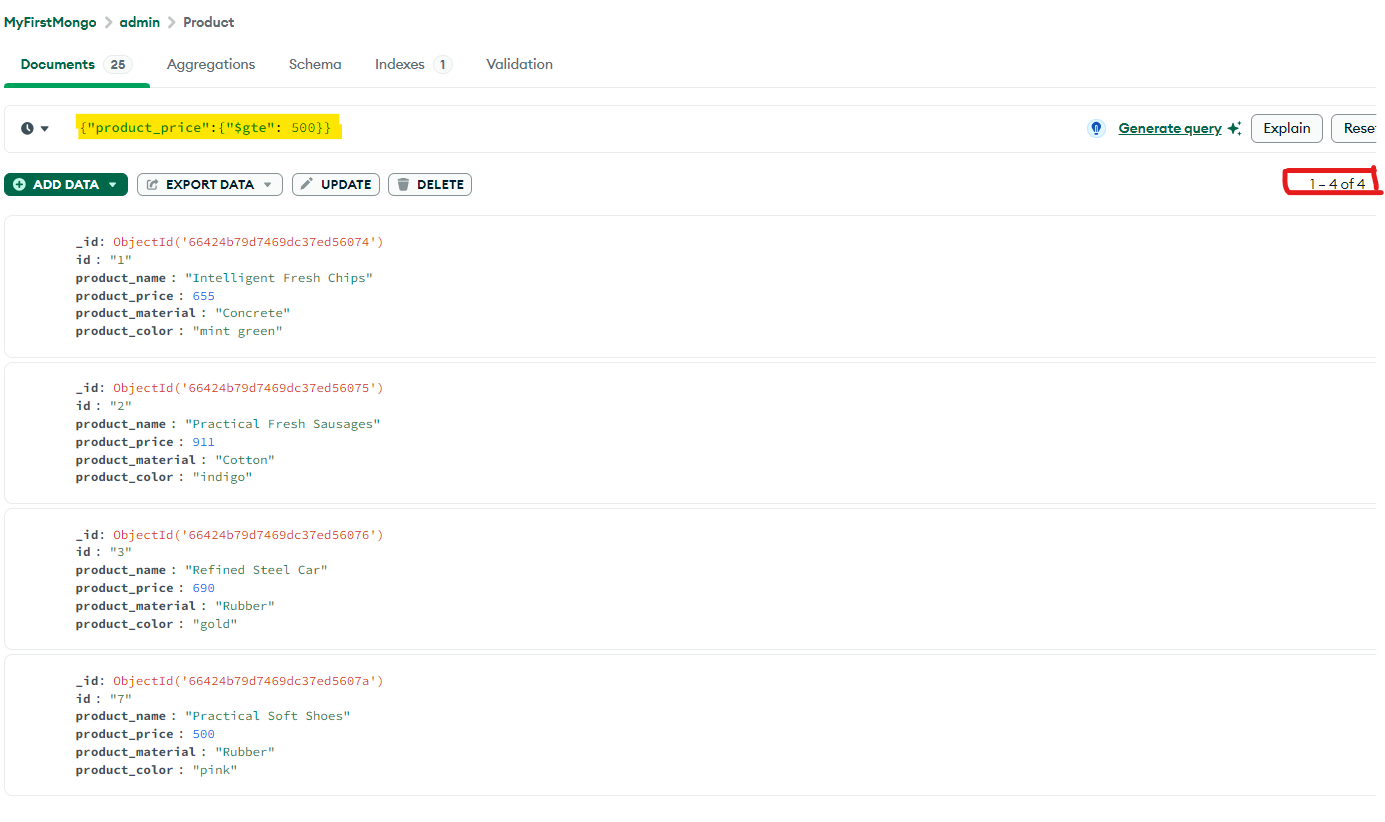 MyFirstMongo > admin > Product
Documents 25 Aggregations Schema Indexes 1 Validation
{"product_price":{"$gte": 500}} Generate query Explain Reset
ADD DATA EXPORT DATA UPDATE DELETE 1 – 4 of 4
_id: ObjectId('66424b79d7469dc37ed56074')
id : "1"
product_name : "Intelligent Fresh Chips"
product_price : 655
product_material : "Concrete"
product_color : "mint green"
_id: ObjectId('66424b79d7469dc37ed56075')
id : "2"
product_name : "Practical Fresh Sausages"
product_price : 911
product_material : "Cotton"
product_color : "indigo"
_id: ObjectId('66424b79d7469dc37ed56076')
id : "3"
product_name : "Refined Steel Car"
product_price : 690
product_material : "Rubber"
product_color : "gold"
_id: ObjectId('66424b79d7469dc37ed5607a')
id : "7"
product_name : "Practical Soft Shoes"
product_price : 500
product_material : "Rubber"
product_color : "pink"